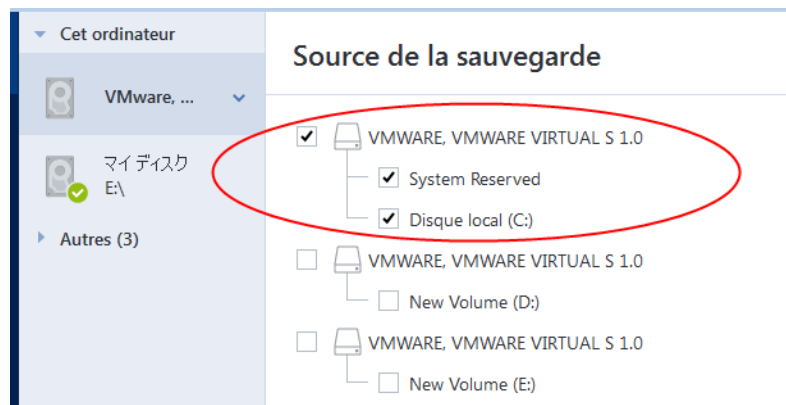 Cet ordinateur
VMware, ...
マイ ディスク
E:\
Autres (3)
Source de la sauvegarde
VMWARE, VMWARE VIRTUAL S 1.0
System Reserved
Disque local (C:)
VMWARE, VMWARE VIRTUAL S 1.0
New Volume (D:)
VMWARE, VMWARE VIRTUAL S 1.0
New Volume (E:)